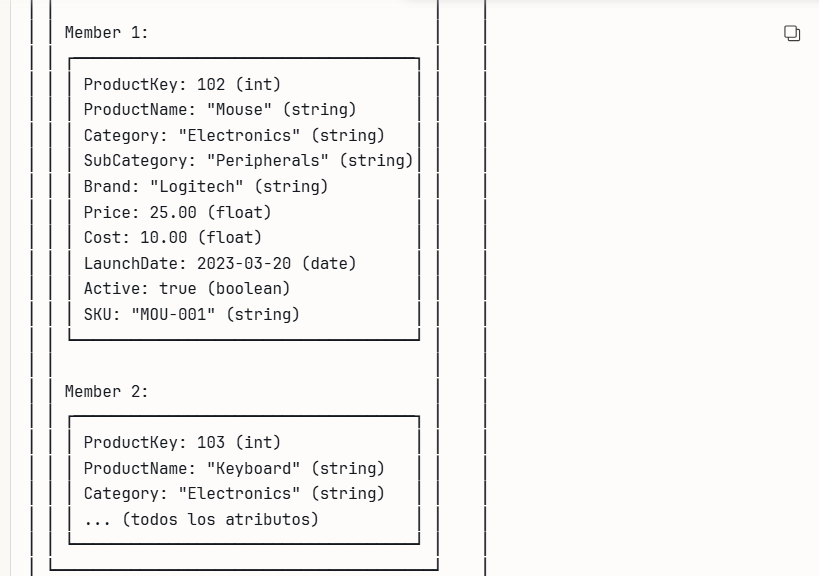 Member 1:
ProductKey: 102 (int)
ProductName: "Mouse" (string)
Category: "Electronics" (string)
SubCategory: "Peripherals" (string)
Brand: "Logitech" (string)
Price: 25.00 (float)
Cost: 10.00 (float)
LaunchDate: 2023-03-20 (date)
Active: true (boolean)
SKU: "MOU-001" (string)
Member 2:
ProductKey: 103 (int)
ProductName: "Keyboard" (string)
Category: "Electronics" (string)
... (todos los atributos)